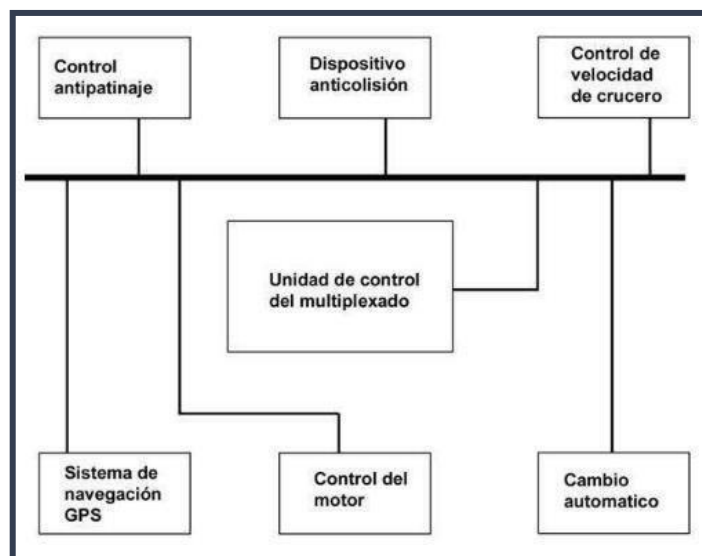 Control
antipatinaje
Dispositivo
anticolisión
Control de
velocidad
de crucero
Unidad de control
del multiplexado
Sistema de
navegación
GPS
Control del
motor
Cambio
automatico